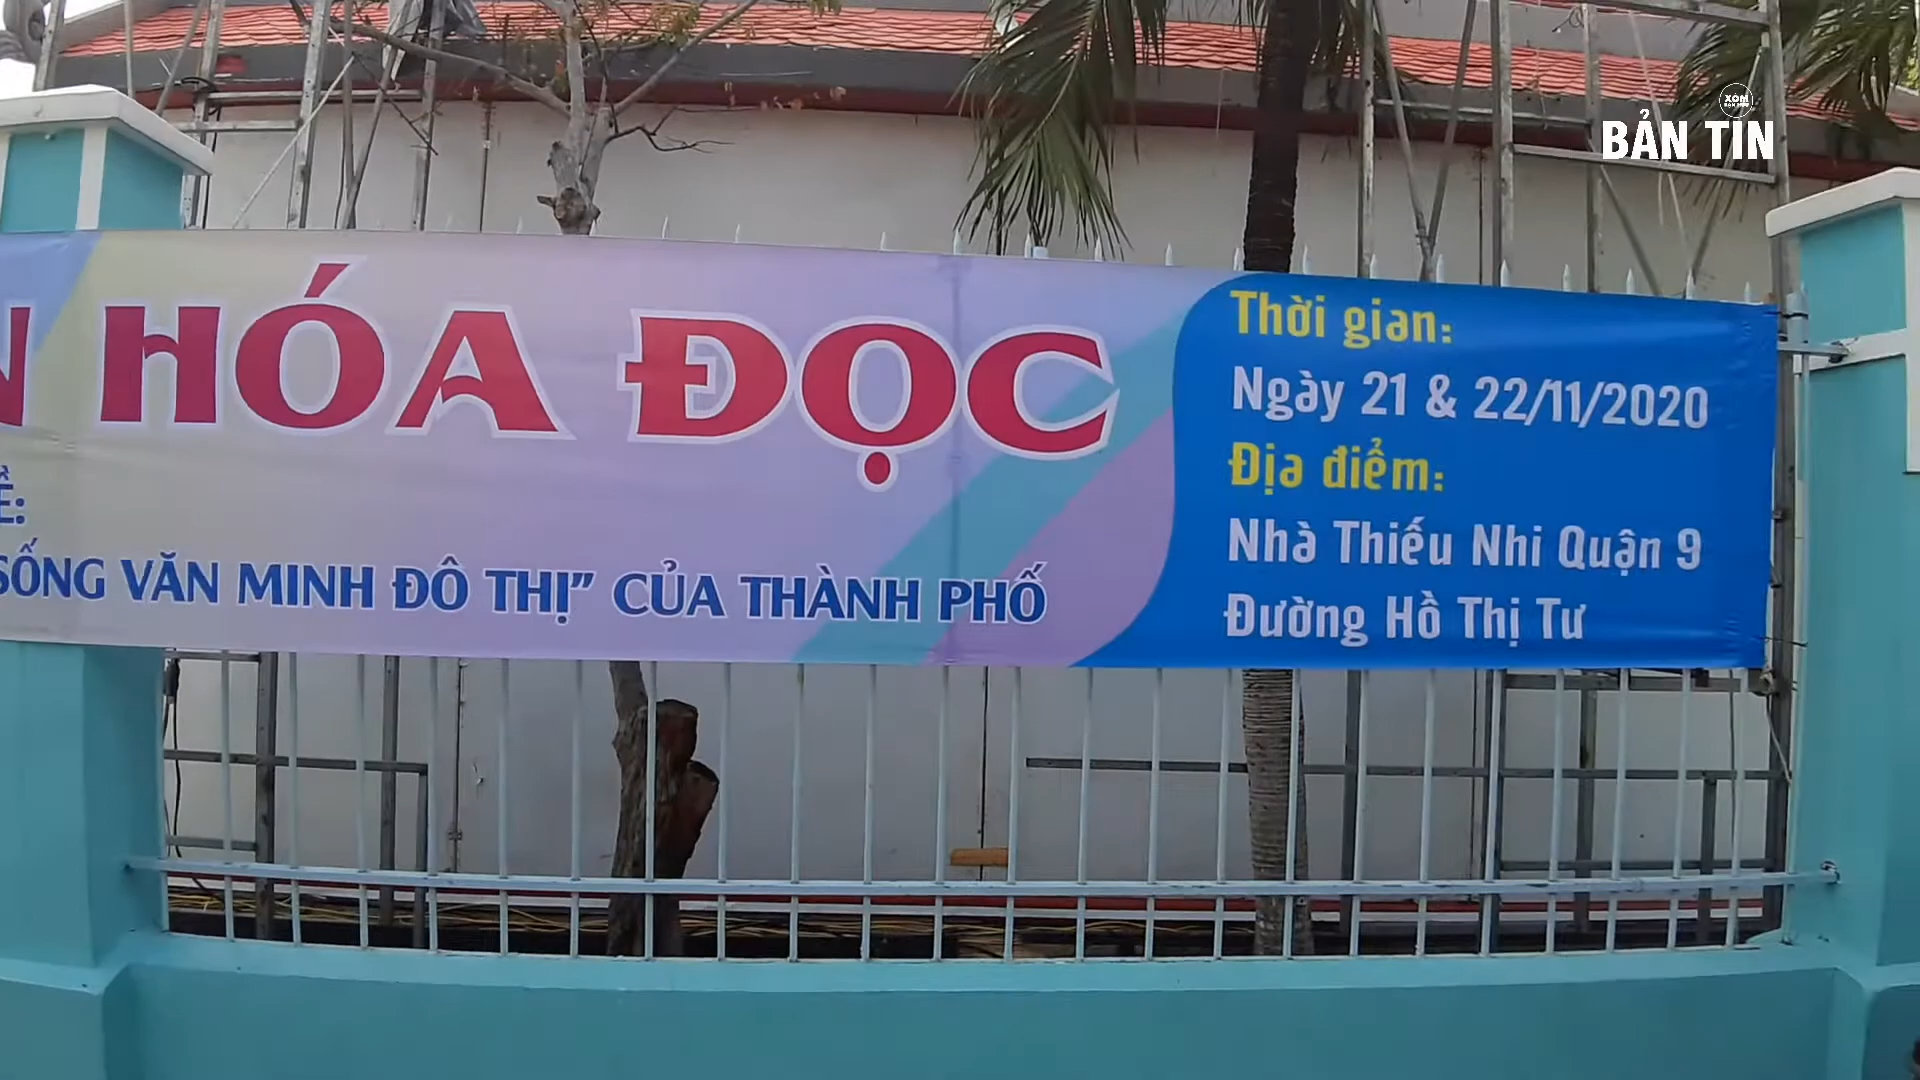 XÓM
BẢN TIN
HÓA ĐỌC
Thời gian:
Ngày 21 & 22/11/2020
Địa điểm:
Nhà Thiếu Nhi Quận 9
Đường Hồ Thị Tư
SỐNG VĂN MINH ĐÔ THỊ” CỦA THÀNH PHỐ